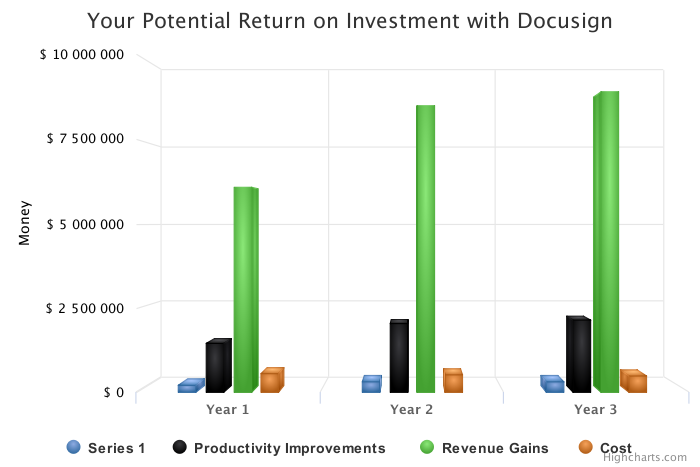 Your Potential Return on Investment with Docusign
$ 10 000 000
$ 7 500 000
$ 5 000 000
$ 2 500 000
$ 0
Money
Year 1
Year 2
Year 3
Series 1
Productivity Improvements
Revenue Gains
Cost
Highcharts.com